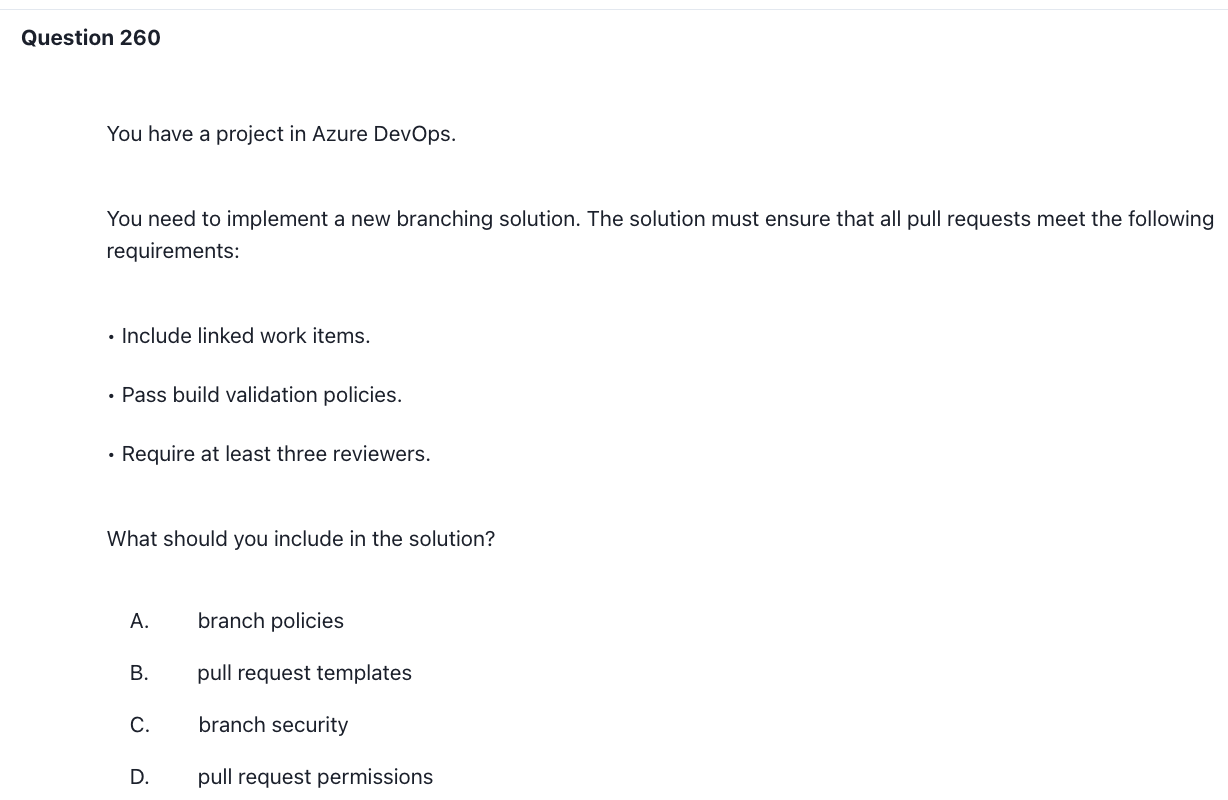 Question 260
You have a project in Azure DevOps.
You need to implement a new branching solution. The solution must ensure that all pull requests meet the following
requirements:
• Include linked work items.
• Pass build validation policies.
• Require at least three reviewers.
What should you include in the solution?
A. branch policies
B. pull request templates
C. branch security
D. pull request permissions